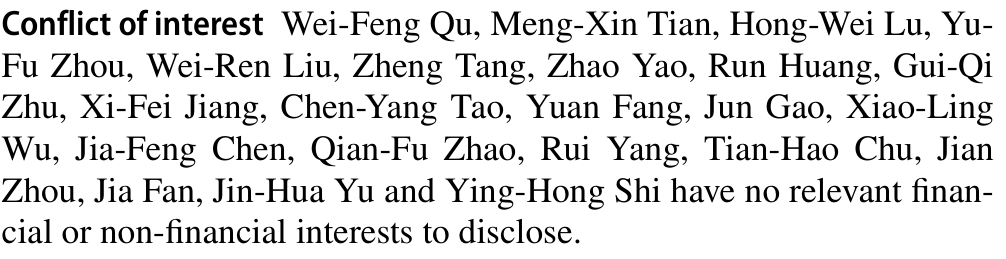 Conflict of interest Wei-Feng Qu, Meng-Xin Tian, Hong-Wei Lu, Yu-
Fu Zhou, Wei-Ren Liu, Zheng Tang, Zhao Yao, Run Huang, Gui-Qi
Zhu, Xi-Fei Jiang, Chen-Yang Tao, Yuan Fang, Jun Gao, Xiao-Ling
Wu, Jia-Feng Chen, Qian-Fu Zhao, Rui Yang, Tian-Hao Chu, Jian
Zhou, Jia Fan, Jin-Hua Yu and Ying-Hong Shi have no relevant finan-
cial or non-financial interests to disclose.